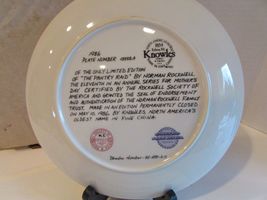 1986
PLATE NUMBER
Knowles
OF THE ONLY LIMITED EDITION
OF "THE PANTRY RAID" BY NORMAN ROCKWELL,
THE ELEVENTH IN AN ANNUAL SERIES FOR MOTHER'S
DAY CERTIFIED BY THE ROCKWELL SOCIETY OF
AMERICA AND GRANTED THE SEAL OF ENDORSEMENT
AND AUTHENTICATION OF THE NORMAN ROCKWELL FAMILY
TRUST. MADE IN AN EDITION PERMANENTLY CLOSED
ON MAY 10, 1986, BY KNOWLES, NORTH AMERICA'S
OLDEST NAME IN FINE CHINA.